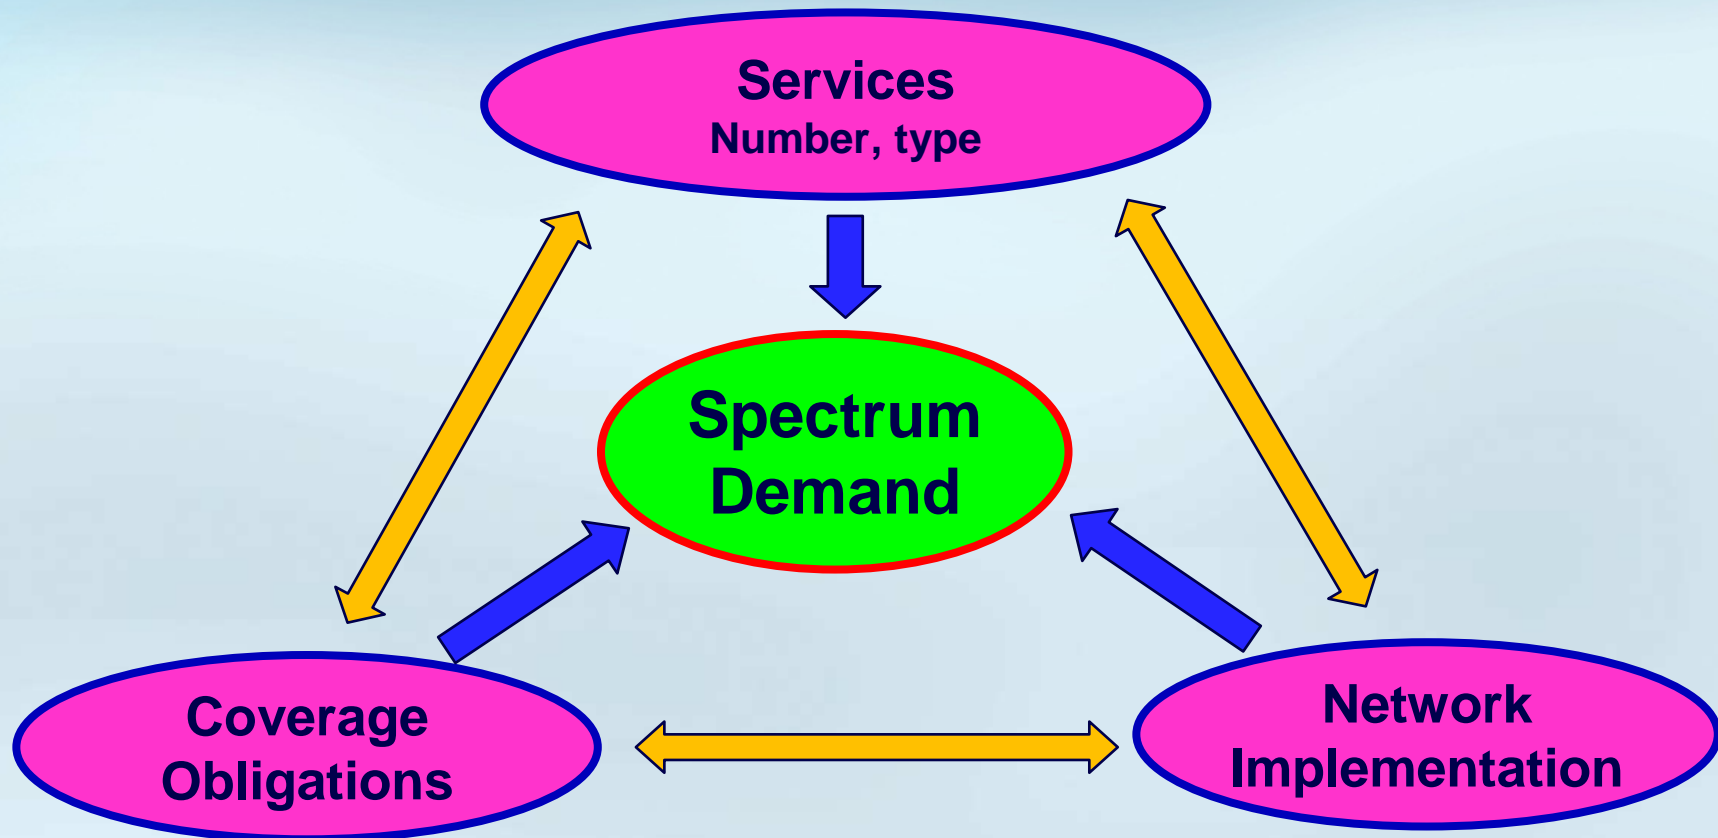 Services
Number, type
Spectrum
Demand
Coverage
Obligations
Network
Implementation